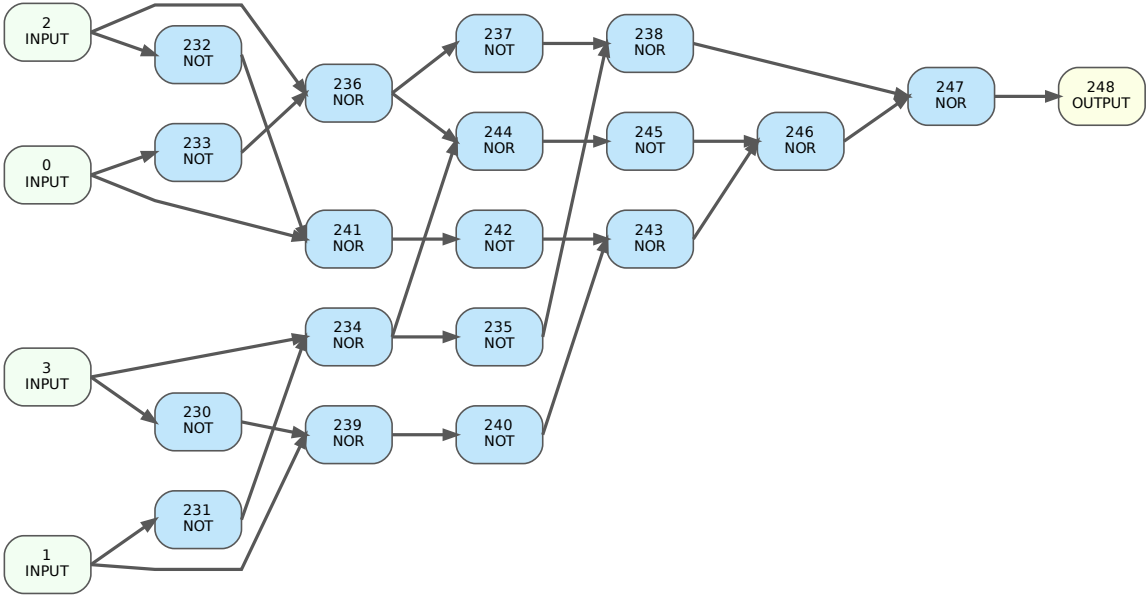 2
INPUT
232
NOT
233
NOT
0
INPUT
236
NOR
237
NOT
238
NOR
244
NOR
245
NOT
246
NOR
247
NOR
248
OUTPUT
241
NOR
242
NOT
243
NOR
234
NOR
235
NOT
3
INPUT
230
NOT
239
NOR
240
NOT
231
NOT
1
INPUT